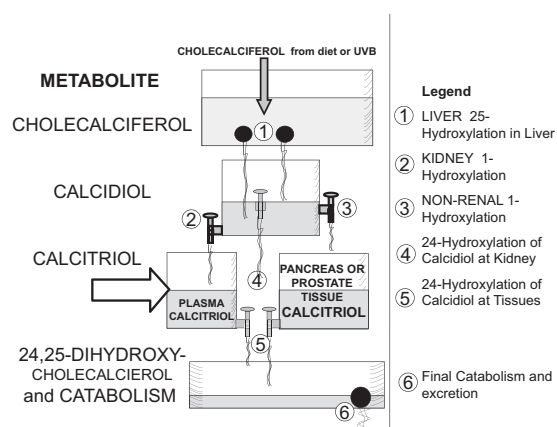 CHOLECALCIFEROL from diet or UVB
METABOLITE
CHOLECALCIFEROL
1
CALCIDIOL
2
3
CALCITRIOL
4
PANCREAS OR
PROSTATE
TISSUE
CALCITRIOL
PLASMA
CALCITRIOL
5
24,25-DIHYDROXY-
CHOLECALCIEROL
and CATABOLISM
6
Legend
1 LIVER 25-
Hydroxylation in Liver
2 KIDNEY 1-
Hydroxylation
3 NON-RENAL 1-
Hydroxylation
4 24-Hydroxylation of
Calcidiol at Kidney
5 24-Hydroxylation of
Calcidiol at Tissues
6 Final Catabolism and
excretion